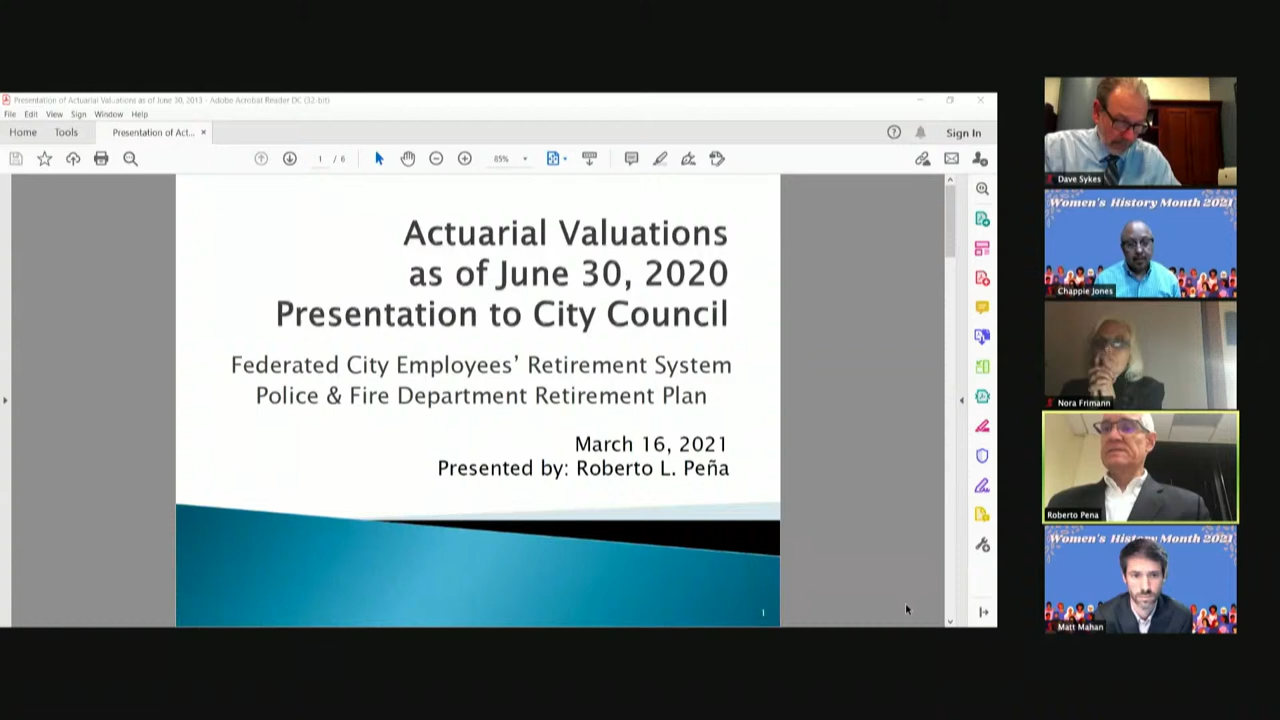 Presentation of Actuarial Valuations as of June 30, 2013 - Adobe Acrobat Reader DC (32-bit)
File Edit View Sign Window Help
Home Tools Presentation of Act... × Sign In
1 / 6 85%
Actuarial Valuations
as of June 30, 2020
Presentation to City Council
Federated City Employees’ Retirement System
Police & Fire Department Retirement Plan
March 16, 2021
Presented by: Roberto L. Peña
1
Dave Sykes
Women's History Month 2021
Chappie Jones
Nora Frimann
Roberto Pena
Women's History Month 2021
Matt Mahan